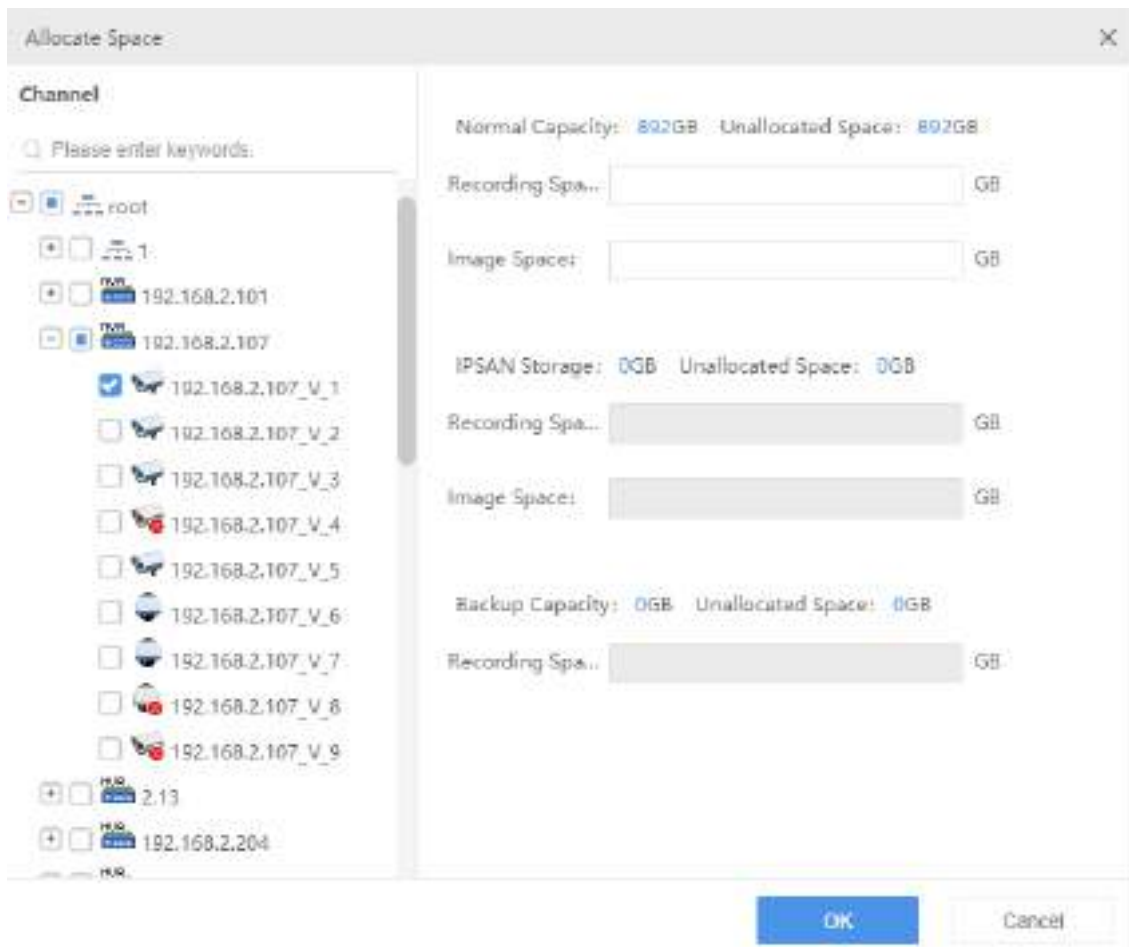 Allocate Space
Channel
Please enter keywords.
root
1
192.168.2.101
192.168.2.107
192.168.2.107_V_1
192.168.2.107_V_2
192.168.2.107_V_3
192.168.2.107_V_4
192.168.2.107_V_5
192.168.2.107_V_6
192.168.2.107_V_7
192.168.2.107_V_8
192.168.2.107_V_9
2.13
192.168.2.204
Normal Capacity: 892GB Unallocated Space: 892GB
Recording Spa... GB
Image Space: GB
IPSAN Storage: 0GB Unallocated Space: 0GB
Recording Spa... GB
Image Space: GB
Backup Capacity: 0GB Unallocated Space: 0GB
Recording Spa... GB
OK Cancel